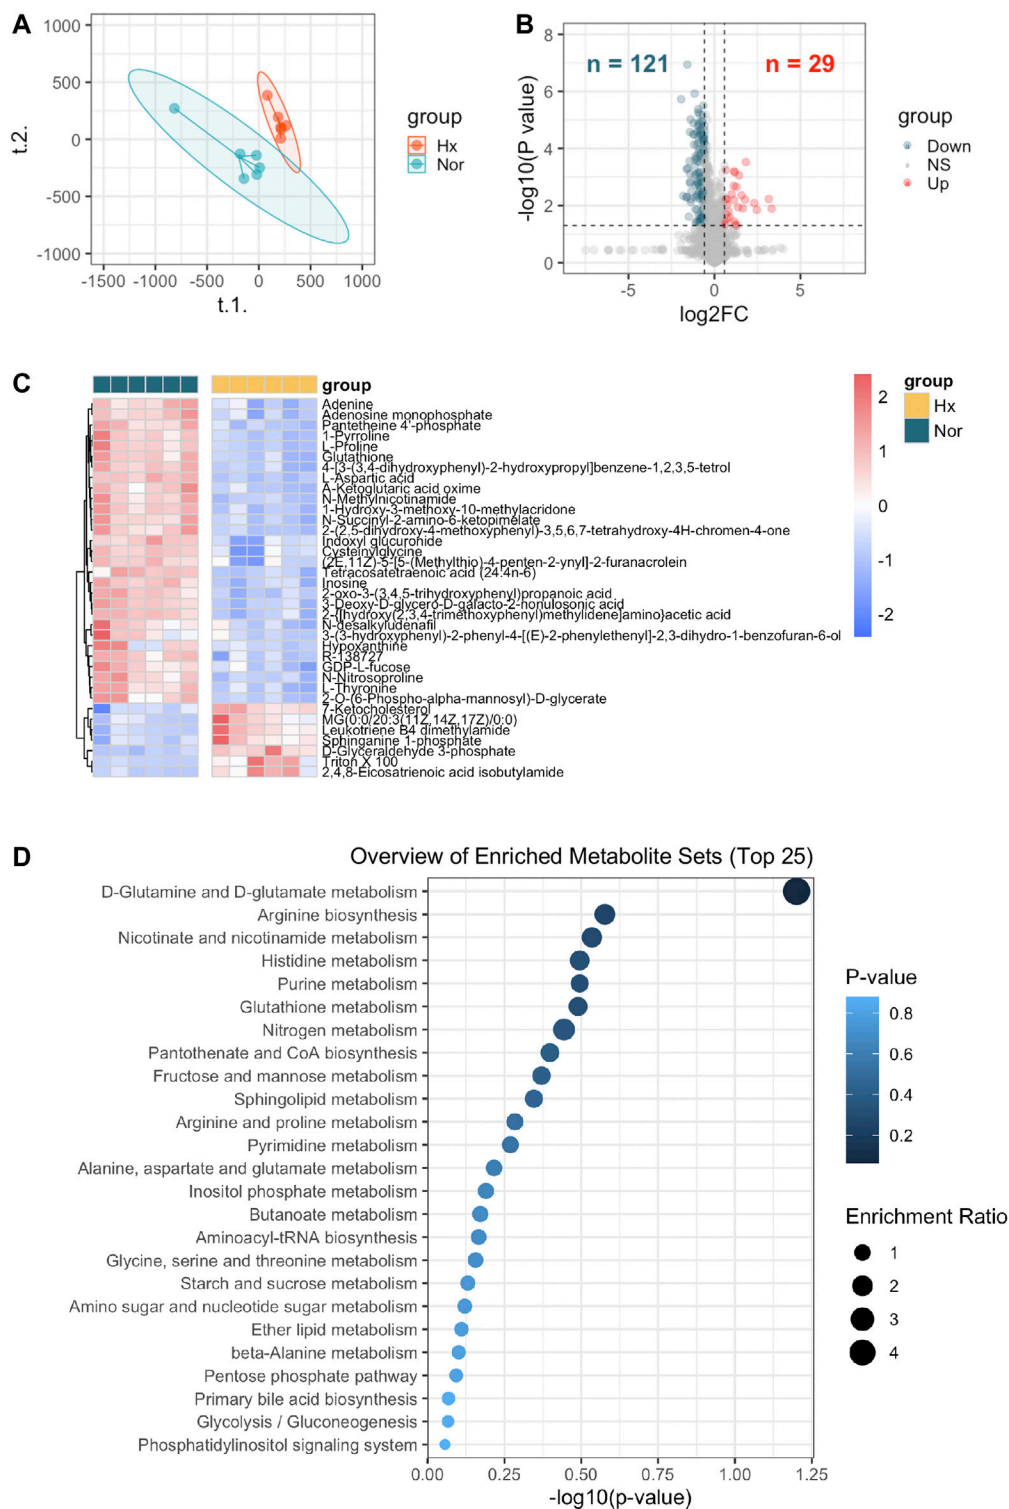 A
1000
500
0
-500
-1000
-1500
-1000
-500
0
500
1000
t.2.
t.1.
group
Hx
Nor
B
8
6
4
2
0
-5
0
5
-log10(P value)
log2FC
n = 121
n = 29
group
Down
NS
Up
C
group
Adenine
Adenosine monophosphate
Pantetheine 4'-phosphate
1-Pyrroline
L-Proline
Glutathione
4-[3-(3,4-dihydroxyphenyl)-2-hydroxypropyl]benzene-1,2,3,5-tetrol
L-Aspartic acid
A-Ketoglutaric acid oxime
N-Methylnicotinamide
1-Hydroxy-3-methoxy-10-methylacridone
N-Succinyl-2-amino-6-ketopimelate
2-(2,5-dihydroxy-4-methoxyphenyl)-3,5,6,7-tetrahydroxy-4H-chromen-4-one
Indoxyl glucuronide
Cysteinylglycine
(2E,11Z)-5-[5-(Methylthio)-4-penten-2-ynyl]-2-furanacrolein
Tetracosatetraenoic acid (24:4n-6)
Inosine
2-oxo-3-(3,4,5-trihydroxyphenyl)propanoic acid
3-Deoxy-D-glycero-D-galacto-2-nonulosonic acid
2-{[hydroxy(2,3,4-trimethoxyphenyl)methylidene]amino}acetic acid
N-desalkyludenafil
3-(3-hydroxyphenyl)-2-phenyl-4-[(E)-2-phenylethenyl]-2,3-dihydro-1-benzofuran-6-ol
Hypoxanthine
R-138727
GDP-L-fucose
N-Nitrosoproline
L-Thyronine
2-O-(6-Phospho-alpha-mannosyl)-D-glycerate
7-Ketocholesterol
MG(0:0/20:3(11Z,14Z,17Z)/0:0)
Leukotriene B4 dimethylamide
Sphinganine 1-phosphate
D-Glyceraldehyde 3-phosphate
Triton X 100
2,4,8-Eicosatrienoic acid isobutylamide
2
1
0
-1
-2
group
Hx
Nor
D
Overview of Enriched Metabolite Sets (Top 25)
D-Glutamine and D-glutamate metabolism
Arginine biosynthesis
Nicotinate and nicotinamide metabolism
Histidine metabolism
Purine metabolism
Glutathione metabolism
Nitrogen metabolism
Pantothenate and CoA biosynthesis
Fructose and mannose metabolism
Sphingolipid metabolism
Arginine and proline metabolism
Pyrimidine metabolism
Alanine, aspartate and glutamate metabolism
Inositol phosphate metabolism
Butanoate metabolism
Aminoacyl-tRNA biosynthesis
Glycine, serine and threonine metabolism
Starch and sucrose metabolism
Amino sugar and nucleotide sugar metabolism
Ether lipid metabolism
beta-Alanine metabolism
Pentose phosphate pathway
Primary bile acid biosynthesis
Glycolysis / Gluconeogenesis
Phosphatidylinositol signaling system
0.00
0.25
0.50
0.75
1.00
1.25
-log10(p-value)
P-value
0.8
0.6
0.4
0.2
Enrichment Ratio
1
2
3
4